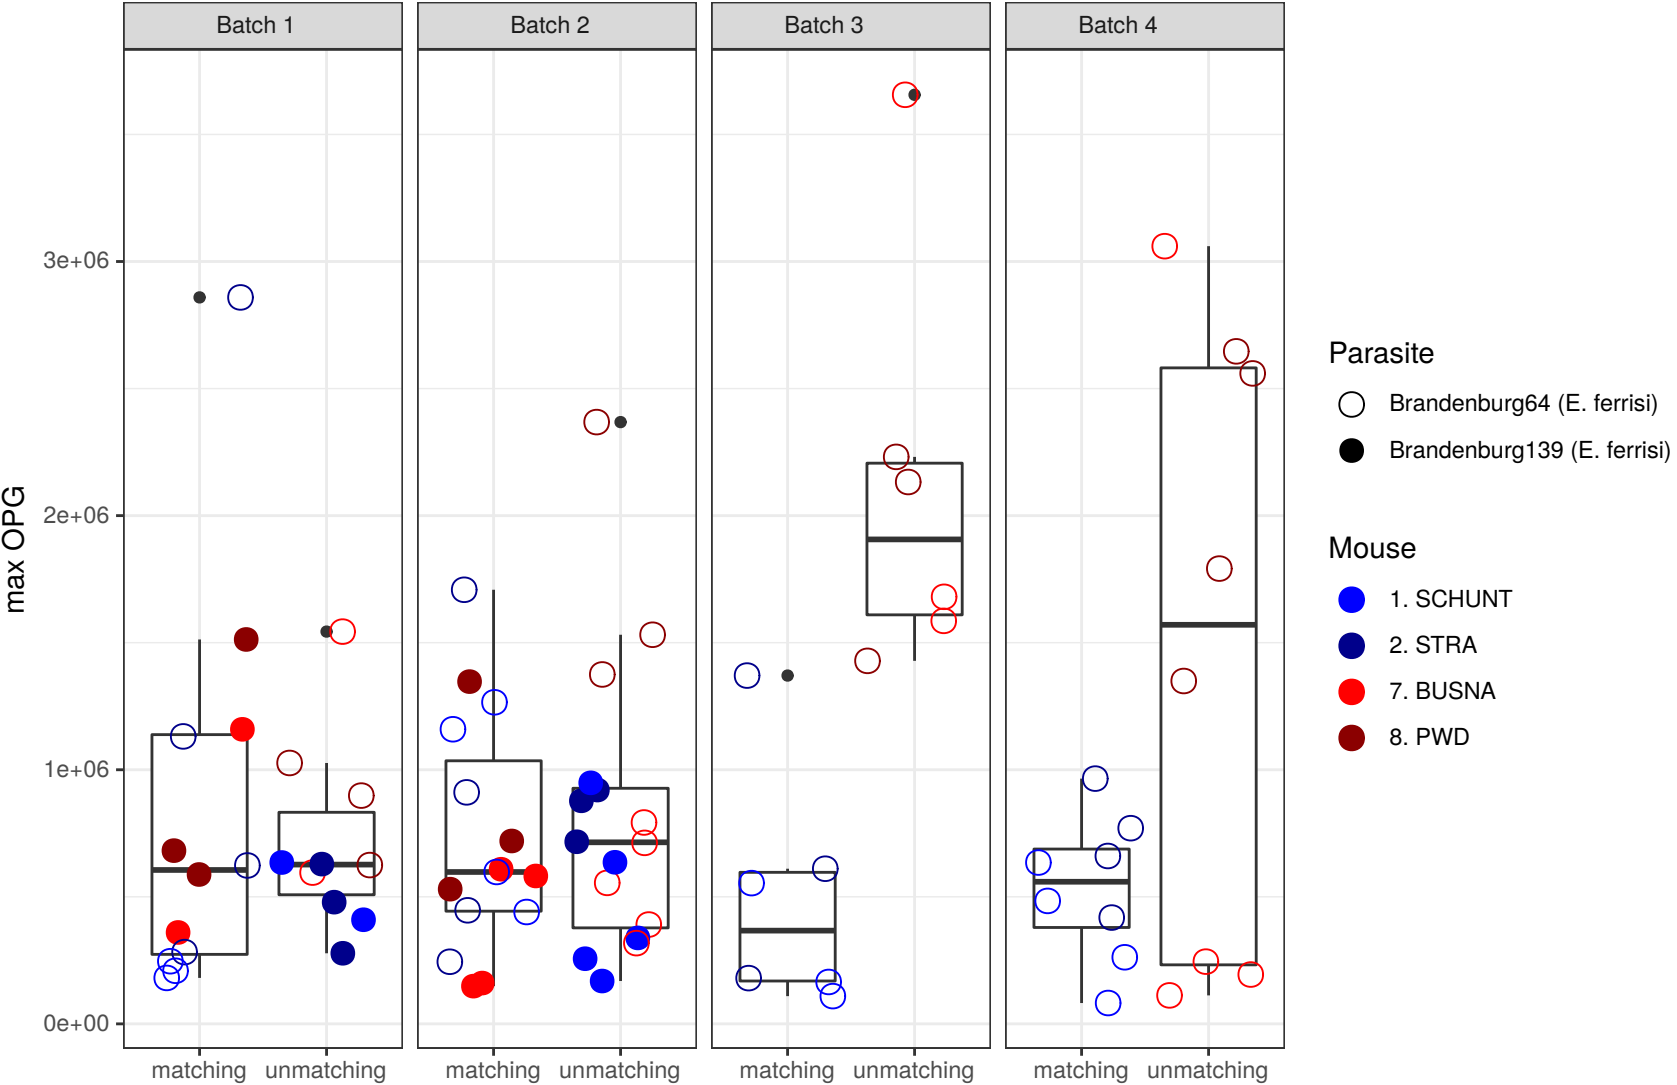 Batch 1
Batch 2
Batch 3
Batch 4
max OPG
3e+06
2e+06
1e+06
0e+00
matching unmatching
matching unmatching
matching unmatching
matching unmatching
Parasite
Brandenburg64 (E. ferrisi)
Brandenburg139 (E. ferrisi)
Mouse
1. SCHUNT
2. STRA
7. BUSNA
8. PWD